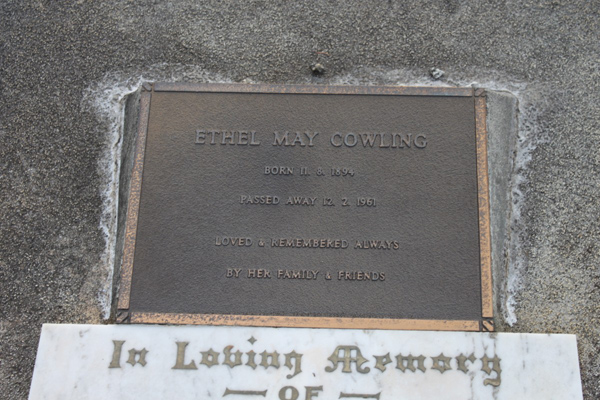 ETHEL MAY COWLING
BORN 11. 8. 1894
PASSED AWAY 12. 2. 1961
LOVED & REMEMBERED ALWAYS
BY HER FAMILY & FRIENDS
In Loving Memory
— OF —